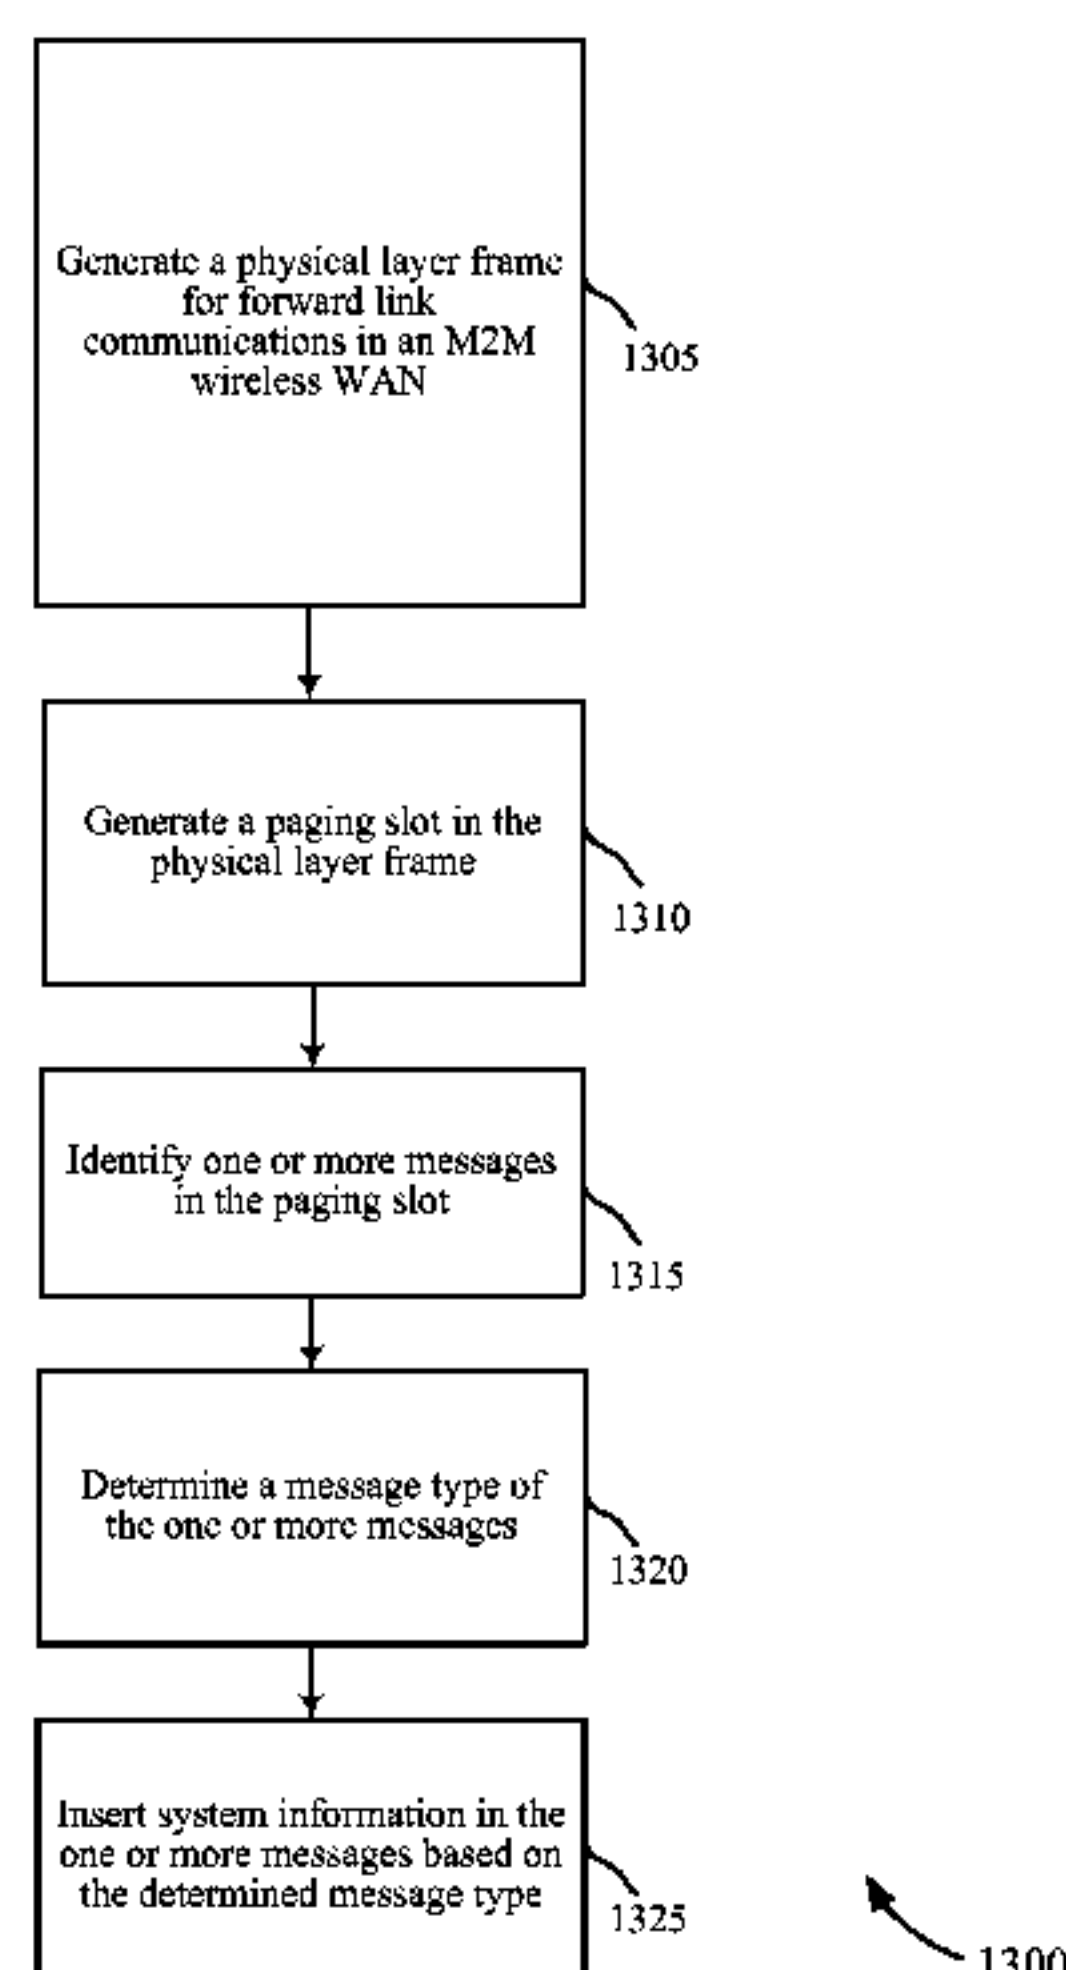 Generate a physical layer frame
for forward link
communications in an M2M
wireless WAN
1305
Generate a paging slot in the
physical layer frame
1310
Identify one or more messages
in the paging slot
1315
Determine a message type of
the one or more messages
1320
Insert system information in the
one or more messages based on
the determined message type
1325
1300